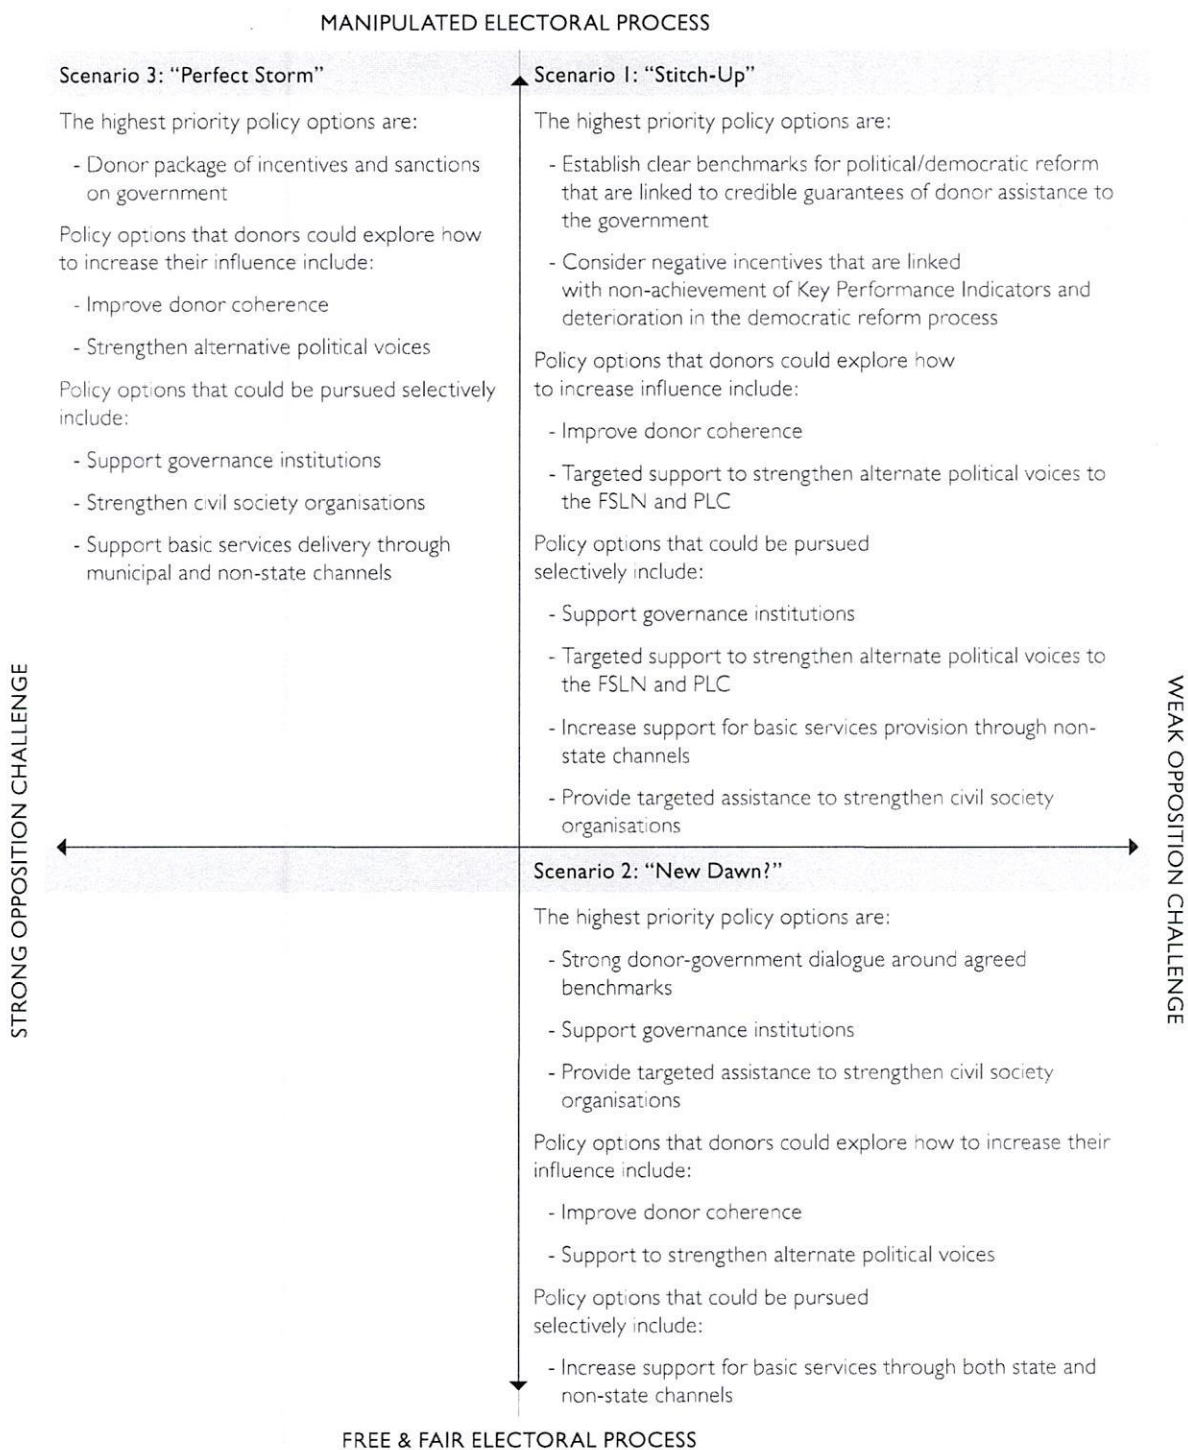 MANIPULATED ELECTORAL PROCESS
Scenario 3: “Perfect Storm”
The highest priority policy options are:
- Donor package of incentives and sanctions
on government
Policy options that donors could explore how
to increase their influence include:
- Improve donor coherence
- Strengthen alternative political voices
Policy options that could be pursued selectively
include:
- Support governance institutions
- Strengthen civil society organisations
- Support basic services delivery through
municipal and non-state channels
Scenario 1: “Stitch-Up”
The highest priority policy options are:
- Establish clear benchmarks for political/democratic reform
that are linked to credible guarantees of donor assistance to
the government
- Consider negative incentives that are linked
with non-achievement of Key Performance Indicators and
deterioration in the democratic reform process
Policy options that donors could explore how
to increase influence include:
- Improve donor coherence
- Targeted support to strengthen alternate political voices to
the FSLN and PLC
Policy options that could be pursued
selectively include:
- Support governance institutions
- Targeted support to strengthen alternate political voices to
the FSLN and PLC
- Increase support for basic services provision through non-
state channels
- Provide targeted assistance to strengthen civil society
organisations
STRONG OPPOSITION CHALLENGE
WEAK OPPOSITION CHALLENGE
Scenario 2: “New Dawn?”
The highest priority policy options are:
- Strong donor-government dialogue around agreed
benchmarks
- Support governance institutions
- Provide targeted assistance to strengthen civil society
organisations
Policy options that donors could explore how to increase their
influence include:
- Improve donor coherence
- Support to strengthen alternate political voices
Policy options that could be pursued
selectively include:
- Increase support for basic services through both state and
non-state channels
FREE & FAIR ELECTORAL PROCESS